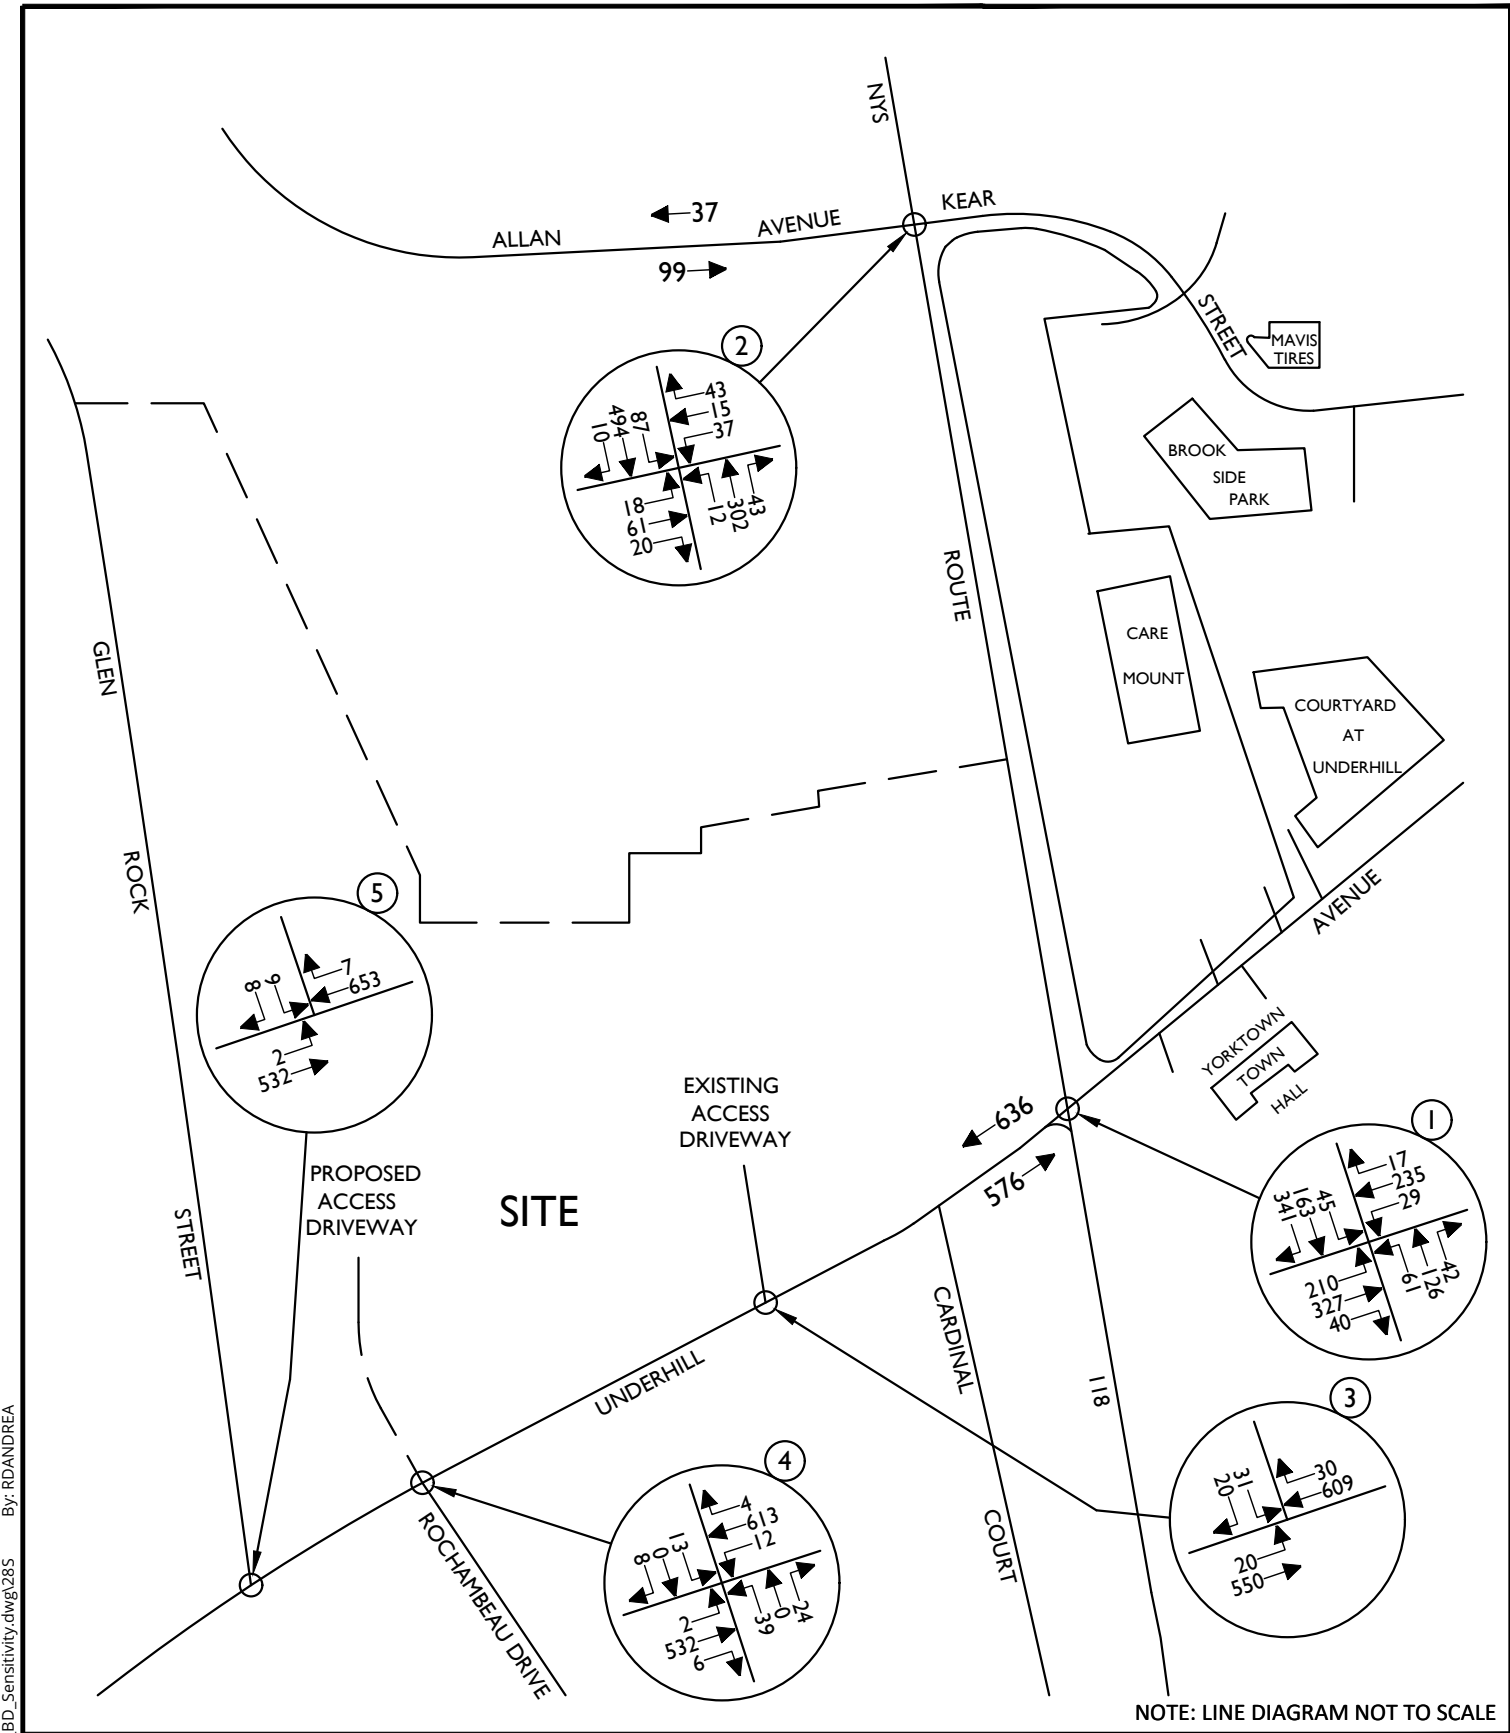 NYS
KEAR
37
AVENUE
ALLAN
99
STREET
MAVIS
TIRES
2
43
15
37
87
494
10
18
61
20
12
302
43
BROOK
SIDE
PARK
ROUTE
CARE
MOUNT
GLEN
COURTYARD
AT
UNDERHILL
ROCK
AVENUE
5
7
653
9
8
2
532
YORKTOWN
TOWN
HALL
EXISTING
ACCESS
DRIVEWAY
636
576
1
17
235
29
45
163
341
210
327
40
61
126
42
PROPOSED
ACCESS
DRIVEWAY
SITE
STREET
CARDINAL
UNDERHILL
118
3
30
609
31
20
20
550
4
4
613
12
13
0
8
2
532
6
39
0
24
COURT
ROCHAMBEAU DRIVE
NOTE: LINE DIAGRAM NOT TO SCALE
BD_Sensitivity.dwg\28S By: RDANDREA